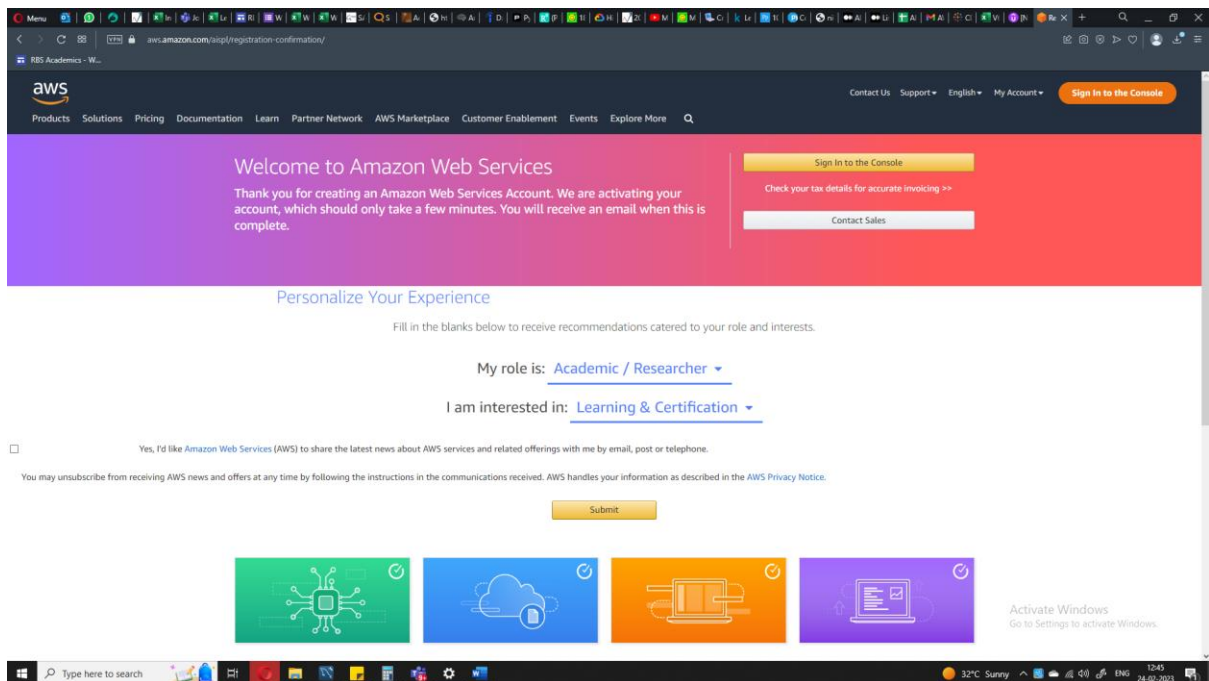 Menu
aws.amazon.com/aispl/registration-confirmation/
RBS Academics - W...
aws
Contact Us Support English My Account Sign In to the Console
Products Solutions Pricing Documentation Learn Partner Network AWS Marketplace Customer Enablement Events Explore More
Welcome to Amazon Web Services
Thank you for creating an Amazon Web Services Account. We are activating your
account, which should only take a few minutes. You will receive an email when this is
complete.
Sign In to the Console
Check your tax details for accurate invoicing >>
Contact Sales
Personalize Your Experience
Fill in the blanks below to receive recommendations catered to your role and interests.
My role is: Academic / Researcher
I am interested in: Learning & Certification
Yes, I'd like Amazon Web Services (AWS) to share the latest news about AWS services and related offerings with me by email, post or telephone.
You may unsubscribe from receiving AWS news and offers at any time by following the instructions in the communications received. AWS handles your information as described in the AWS Privacy Notice.
Submit
Activate Windows
Go to Settings to activate Windows.
Type here to search
32°C Sunny
ENG
12:45
24-02-2023